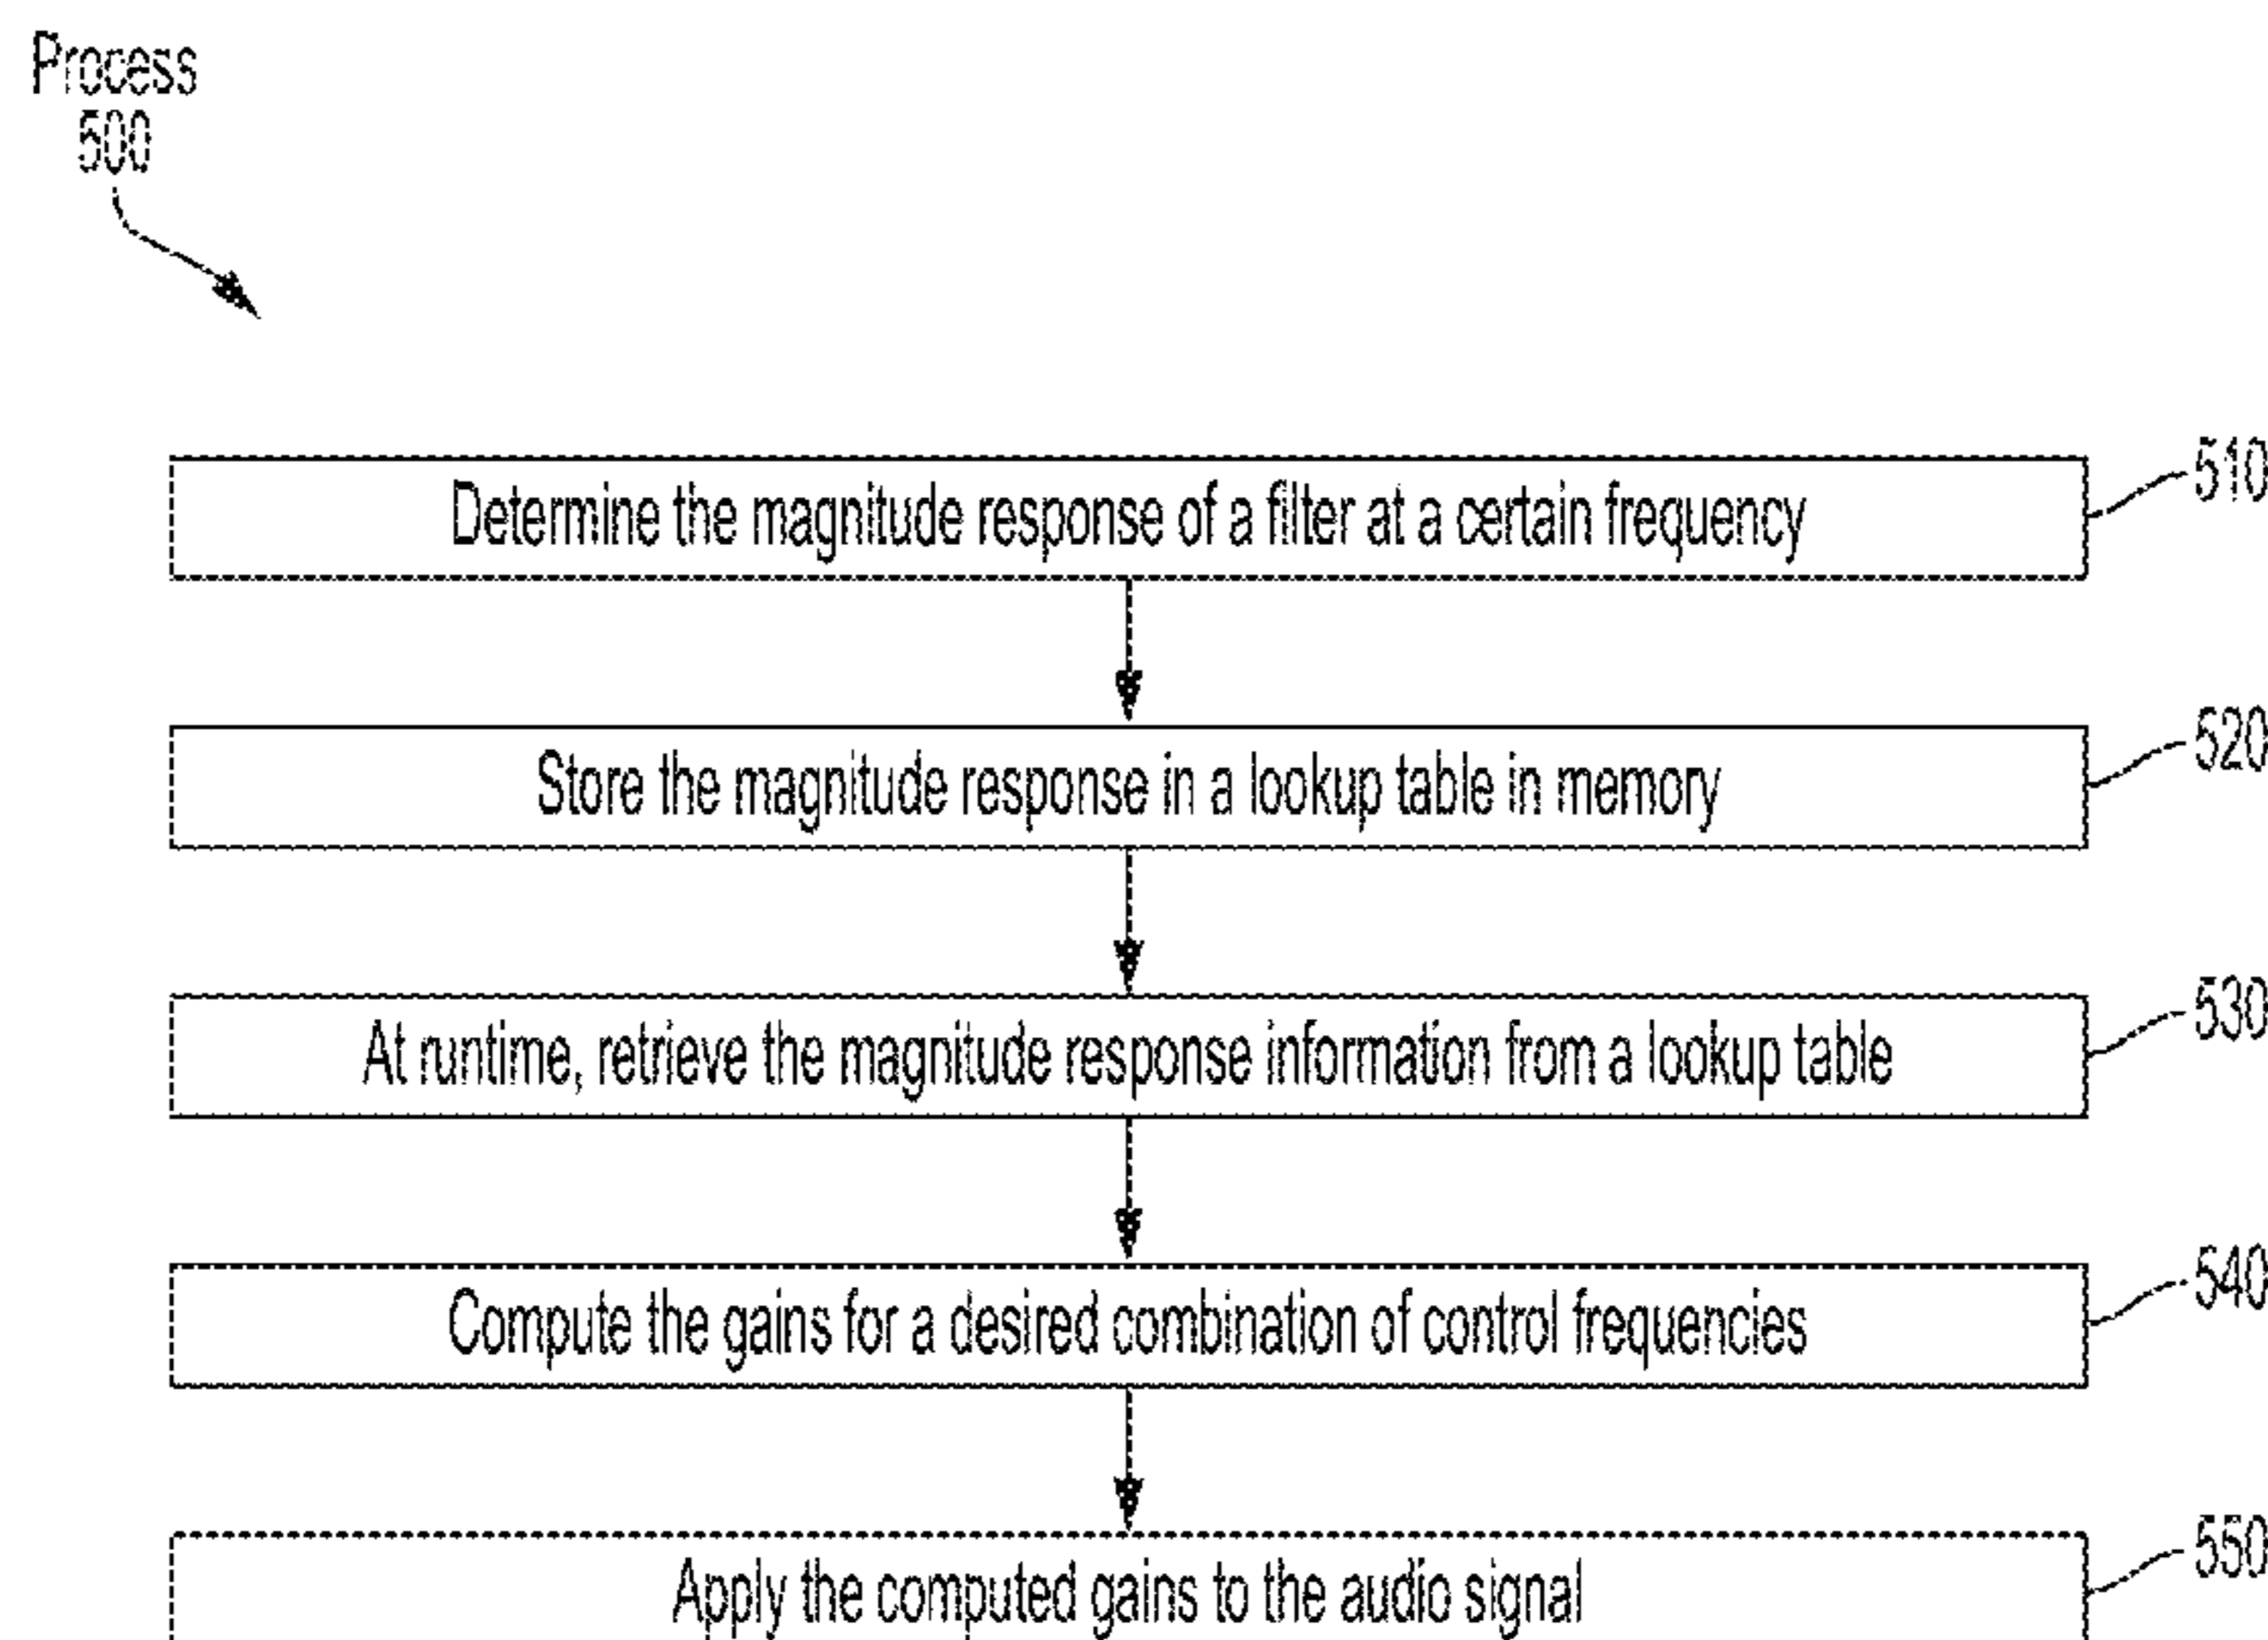 Process
500
Determine the magnitude response of a filter at a certain frequency
510
Store the magnitude response in a lookup table in memory
520
At runtime, retrieve the magnitude response information from a lookup table
530
Compute the gains for a desired combination of control frequencies
540
Apply the computed gains to the audio signal
550